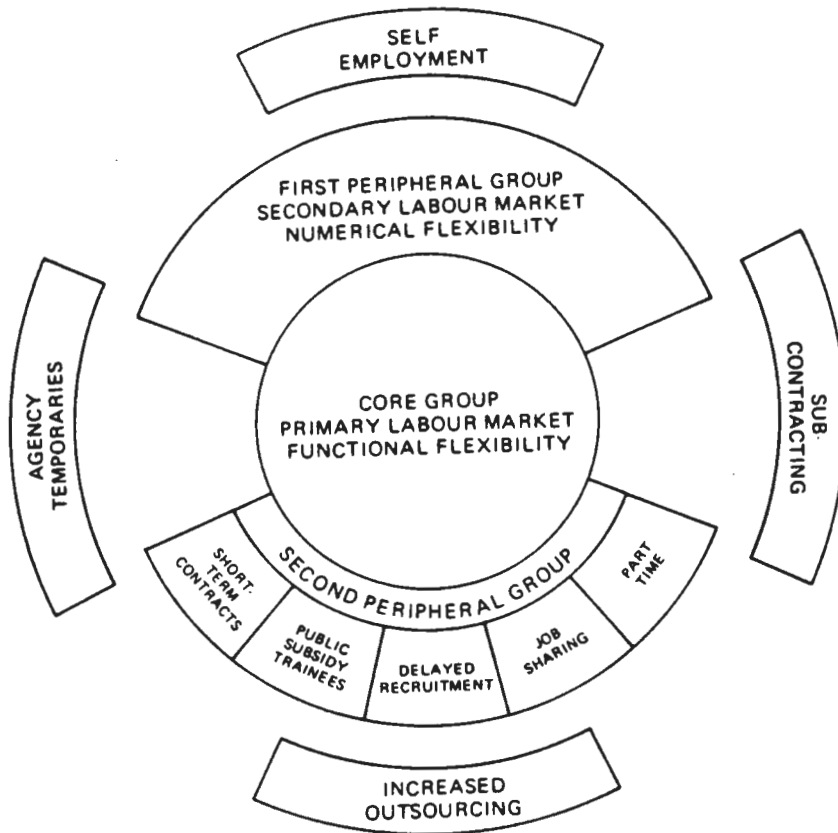 SELF
EMPLOYMENT
FIRST PERIPHERAL GROUP
SECONDARY LABOUR MARKET
NUMERICAL FLEXIBILITY
AGENCY
TEMPORARIES
CORE GROUP
PRIMARY LABOUR MARKET
FUNCTIONAL FLEXIBILITY
SUB-
CONTRACTING
SECOND PERIPHERAL GROUP
SHORT-
TERM
CONTRACTS
PUBLIC
SUBSIDY
TRAINEES
DELAYED
RECRUITMENT
JOB
SHARING
PART
TIME
INCREASED
OUTSOURCING